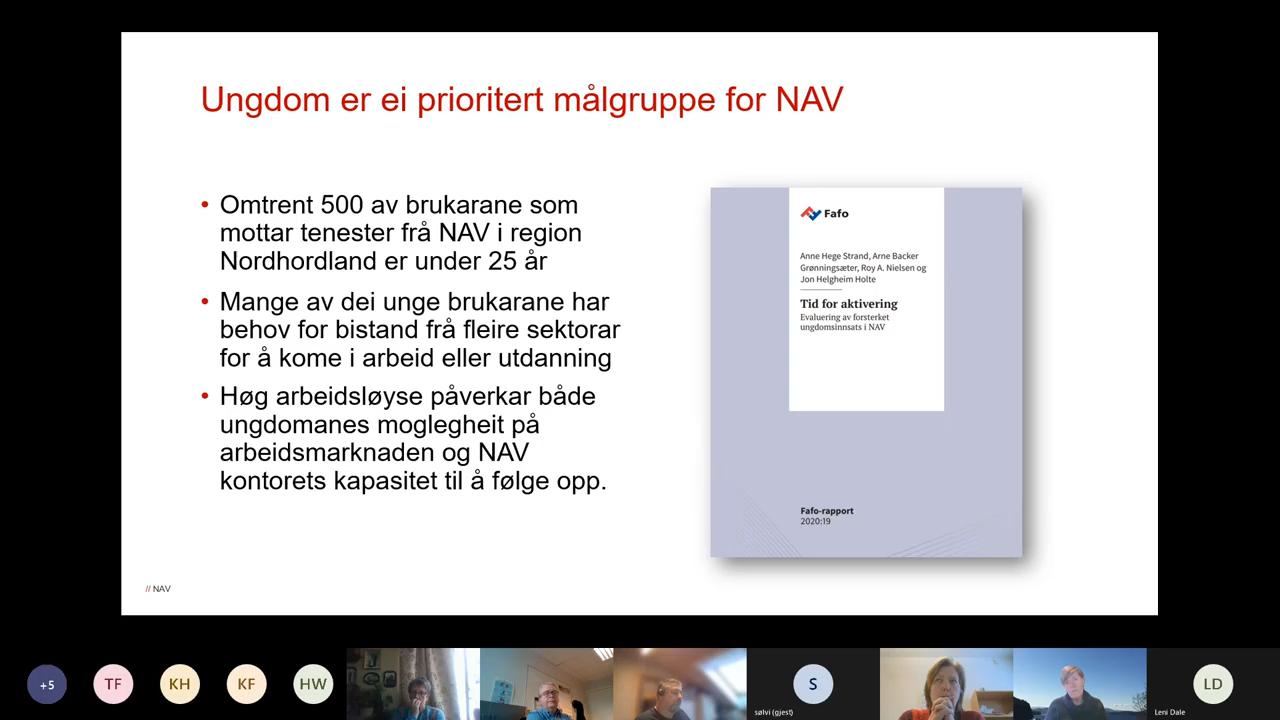 Ungdom er ei prioritert målgruppe for NAV
• Omtrent 500 av brukarane som
mottar tenester frå NAV i region
Nordhordland er under 25 år
• Mange av dei unge brukarane har
behov for bistand frå fleire sektorar
for å kome i arbeid eller utdanning
• Høg arbeidsløyse påverkar både
ungdomanes moglegheit på
arbeidsmarknaden og NAV
kontorets kapasitet til å følge opp.
Fafo
Anne Hege Strand, Arne Backer
Grønningsæter, Roy A. Nielsen og
Jon Helgheim Holte
Tid for aktivering
Evaluering av forsterket
ungdomsinnsats i NAV
Fafo-rapport
2020:19
// NAV
+5
TF
KH
KF
HW
S
sølvi (gjest)
LD
Leni Dale